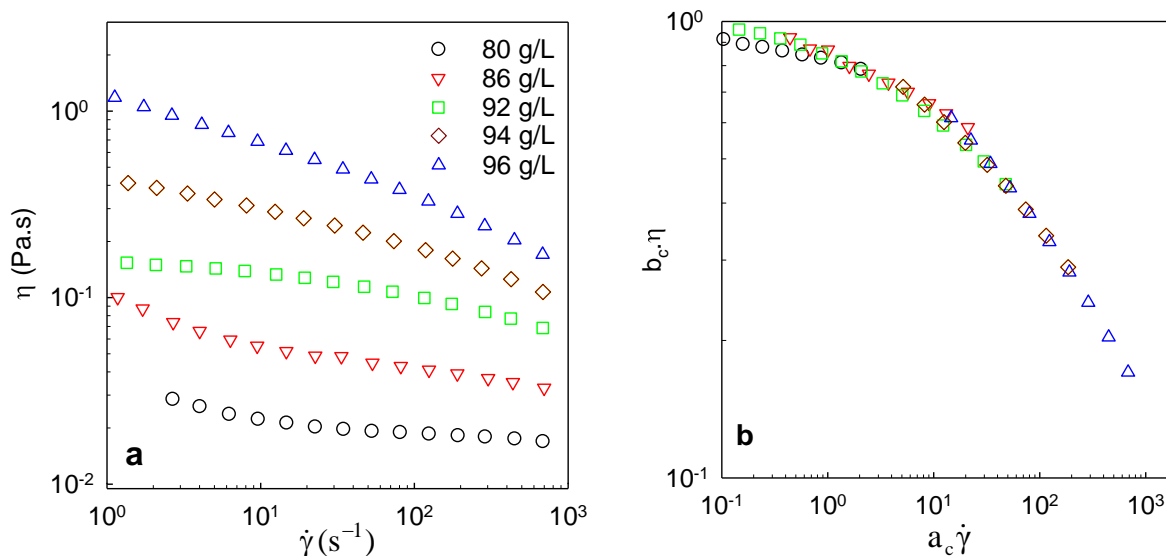 80 g/L
86 g/L
92 g/L
94 g/L
96 g/L
10⁰
10⁻¹
10⁻²
η (Pa.s)
a
10⁰ 10¹ 10² 10³
γ̇ (s⁻¹)
10⁰
10⁻¹
b_c.η
b
10⁻¹ 10⁰ 10¹ 10² 10³
a_c γ̇